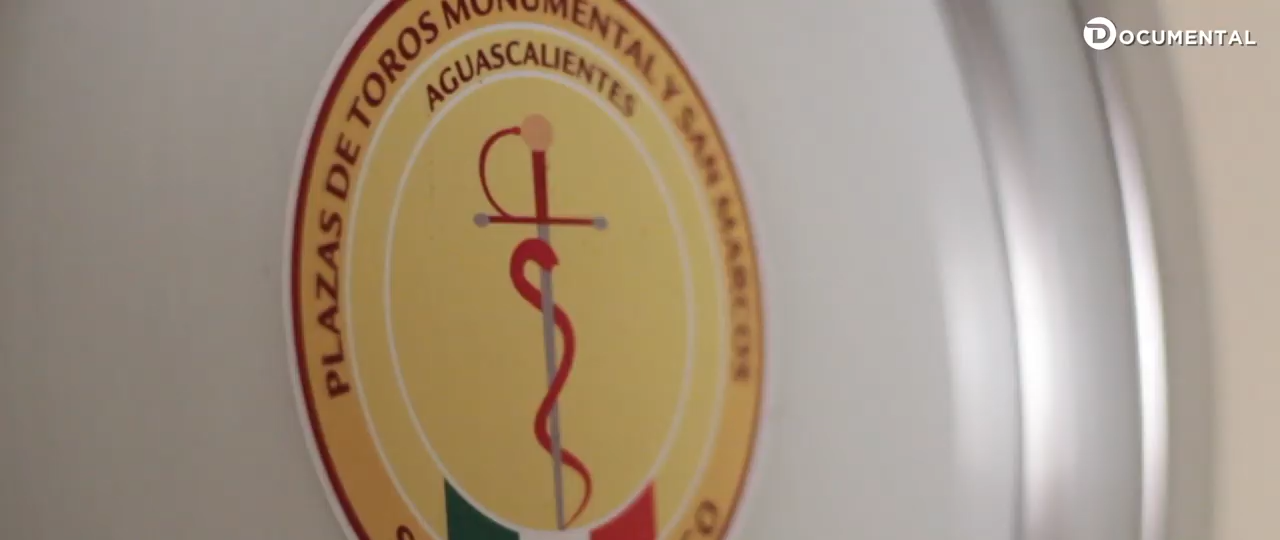 PLAZAS DE TOROS MONUMENTAL Y SAN MARCOS
AGUASCALIENTES
DOCUMENTAL